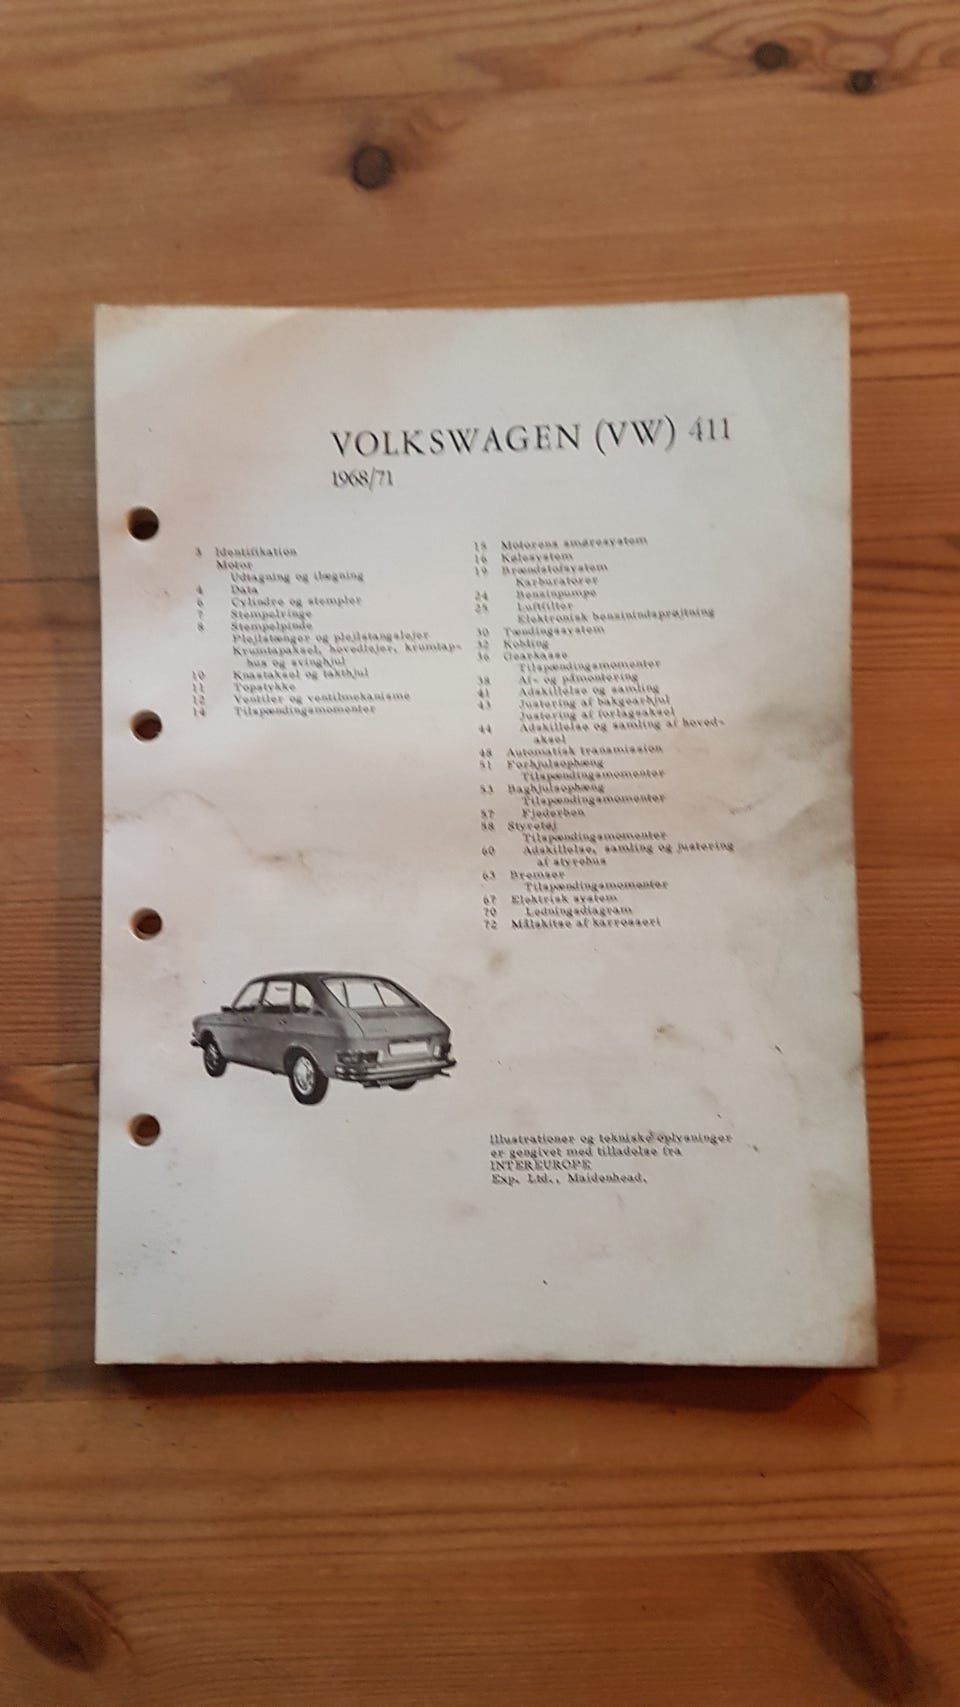 VOLKSWAGEN (VW) 411
1968/71
3 Identifikation
Motor
Udtagning og ilægning
4 Data
6 Cylindre og stempler
7 Stempelringe
8 Stempelpinde
Plejlstænger og plejlstangslejer
Krumtapaksel, hovedlejer, krumtap-
hus og svinghjul
10 Knastaksel og takthjul
11 Topstykke
12 Ventiler og ventilmekanisme
14 Tilspændingsmomenter
15 Motorens smøresystem
16 Kølesystem
19 Brændstofsystem
Karburatorer
24 Benzinpumpe
25 Luftfilter
Elektronisk benzinindsprøjtning
30 Tændingssystem
32 Kobling
36 Gearkasse
Tilspændingsmomenter
38 Af- og påmontering
41 Adskillelse og samling
43 Justering af bakgearhjul
Justering af forlagsaksel
44 Adskillelse og samling af hoved-
aksel
48 Automatisk transmission
51 Forhjulsophæng
Tilspændingsmomenter
53 Baghjulsophæng
Tilspændingsmomenter
57 Fjederben
58 Styretøj
Tilspændingsmomenter
60 Adskillelse, samling og justering
af styrehus
63 Bremser
Tilspændingsmomenter
67 Elektrisk system
70 Ledningsdiagram
72 Målskitse af karrosseri
Illustrationer og tekniske oplysninger
er gengivet med tilladelse fra
INTEREUROPE
Exp. Ltd., Maidenhead.